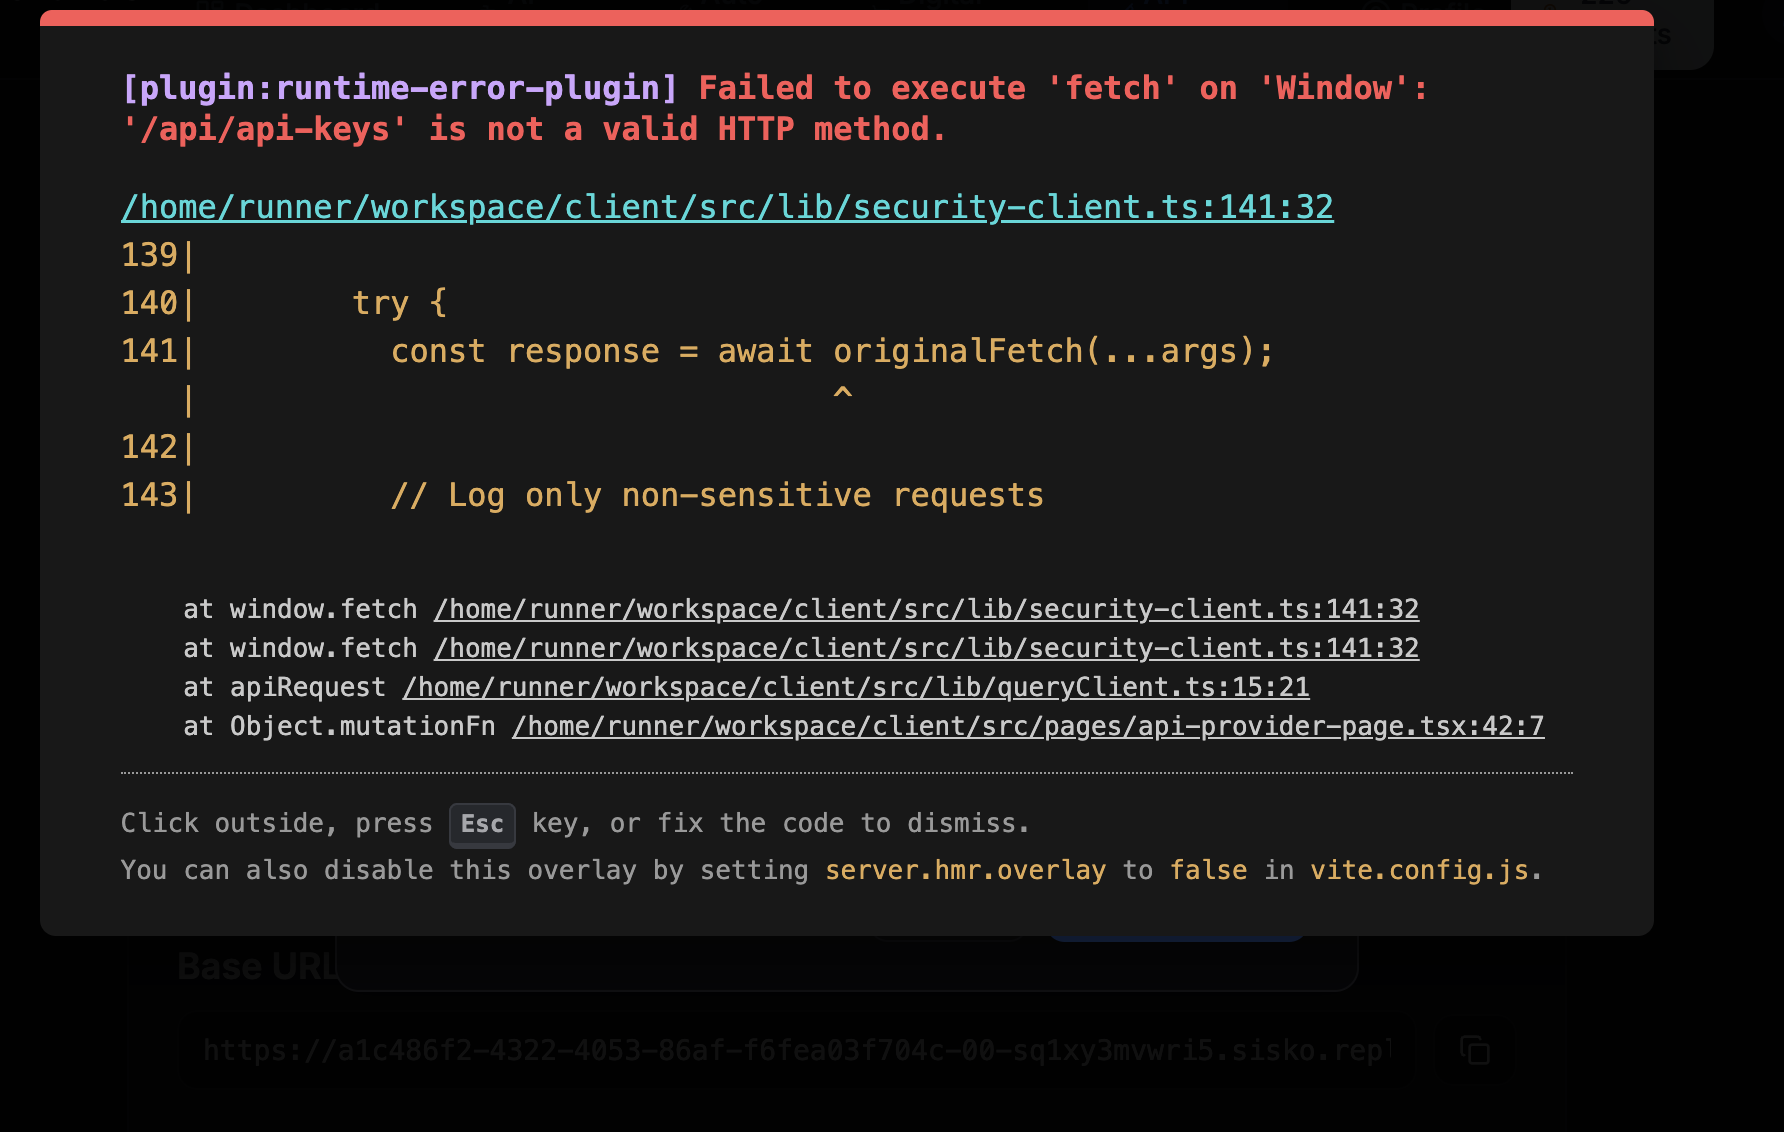 [plugin:runtime-error-plugin] Failed to execute 'fetch' on 'Window':
'/api/api-keys' is not a valid HTTP method.
/home/runner/workspace/client/src/lib/security-client.ts:141:32
139|
140|        try {
141|          const response = await originalFetch(...args);
   |                                 ^
142|
143|          // Log only non-sensitive requests
at window.fetch /home/runner/workspace/client/src/lib/security-client.ts:141:32
at window.fetch /home/runner/workspace/client/src/lib/security-client.ts:141:32
at apiRequest /home/runner/workspace/client/src/lib/queryClient.ts:15:21
at Object.mutationFn /home/runner/workspace/client/src/pages/api-provider-page.tsx:42:7
Click outside, press Esc key, or fix the code to dismiss.
You can also disable this overlay by setting server.hmr.overlay to false in vite.config.js.
Base URL
https://a1c486f2-4322-4053-86af-f6fea03f704c-00-sq1xy3mvwri5.sisko.repl